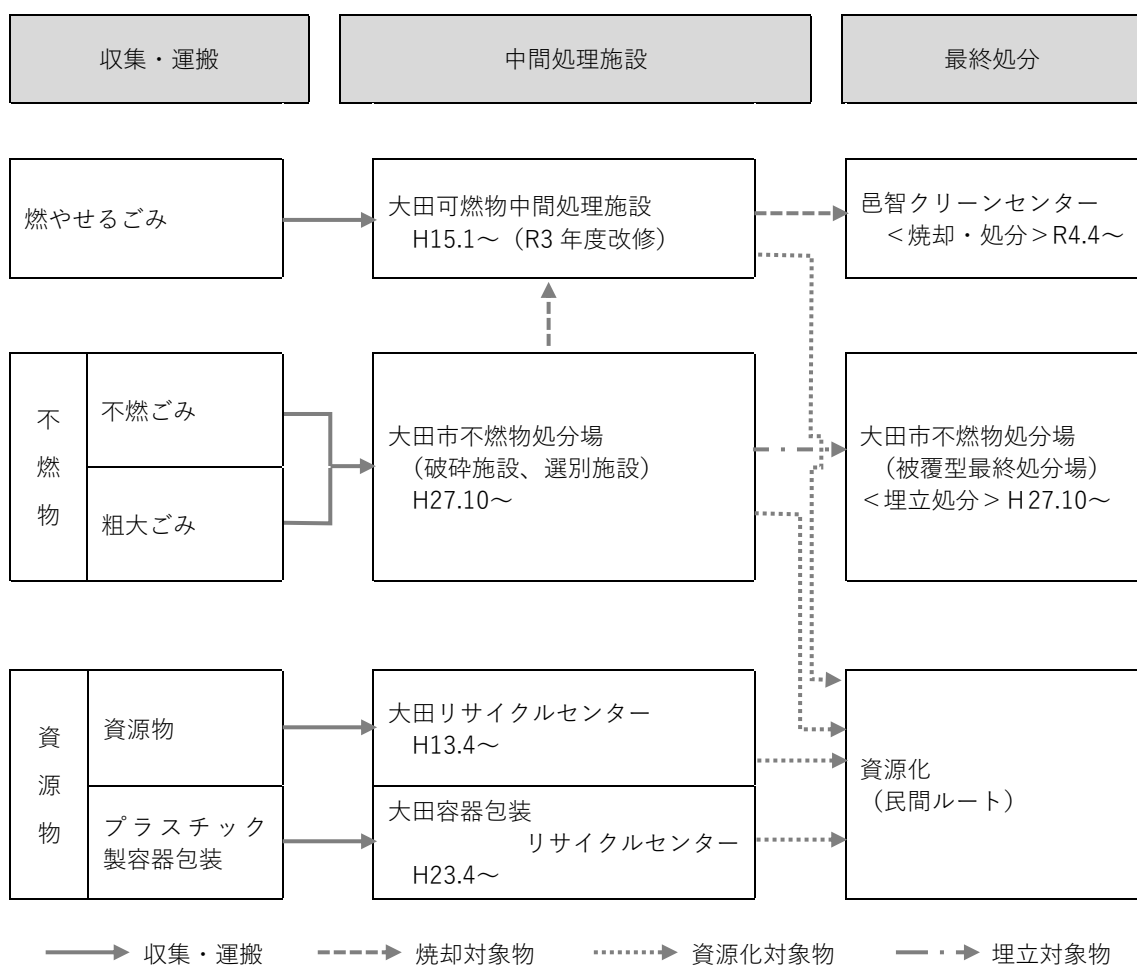 収集・運搬
中間処理施設
最終処分
燃やせるごみ
大田可燃物中間処理施設
H15.1～（R3 年度改修）
邑智クリーンセンター
＜焼却・処分＞R4.4～
不燃物
不燃ごみ
粗大ごみ
大田市不燃物処分場
（破砕施設、選別施設）
H27.10～
大田市不燃物処分場
（被覆型最終処分場）
＜埋立処分＞Ｈ27.10～
資源物
資源物
大田リサイクルセンター
H13.4～
プラスチック
製容器包装
大田容器包装
リサイクルセンター
H23.4～
資源化
（民間ルート）
収集・運搬
焼却対象物
資源化対象物
埋立対象物